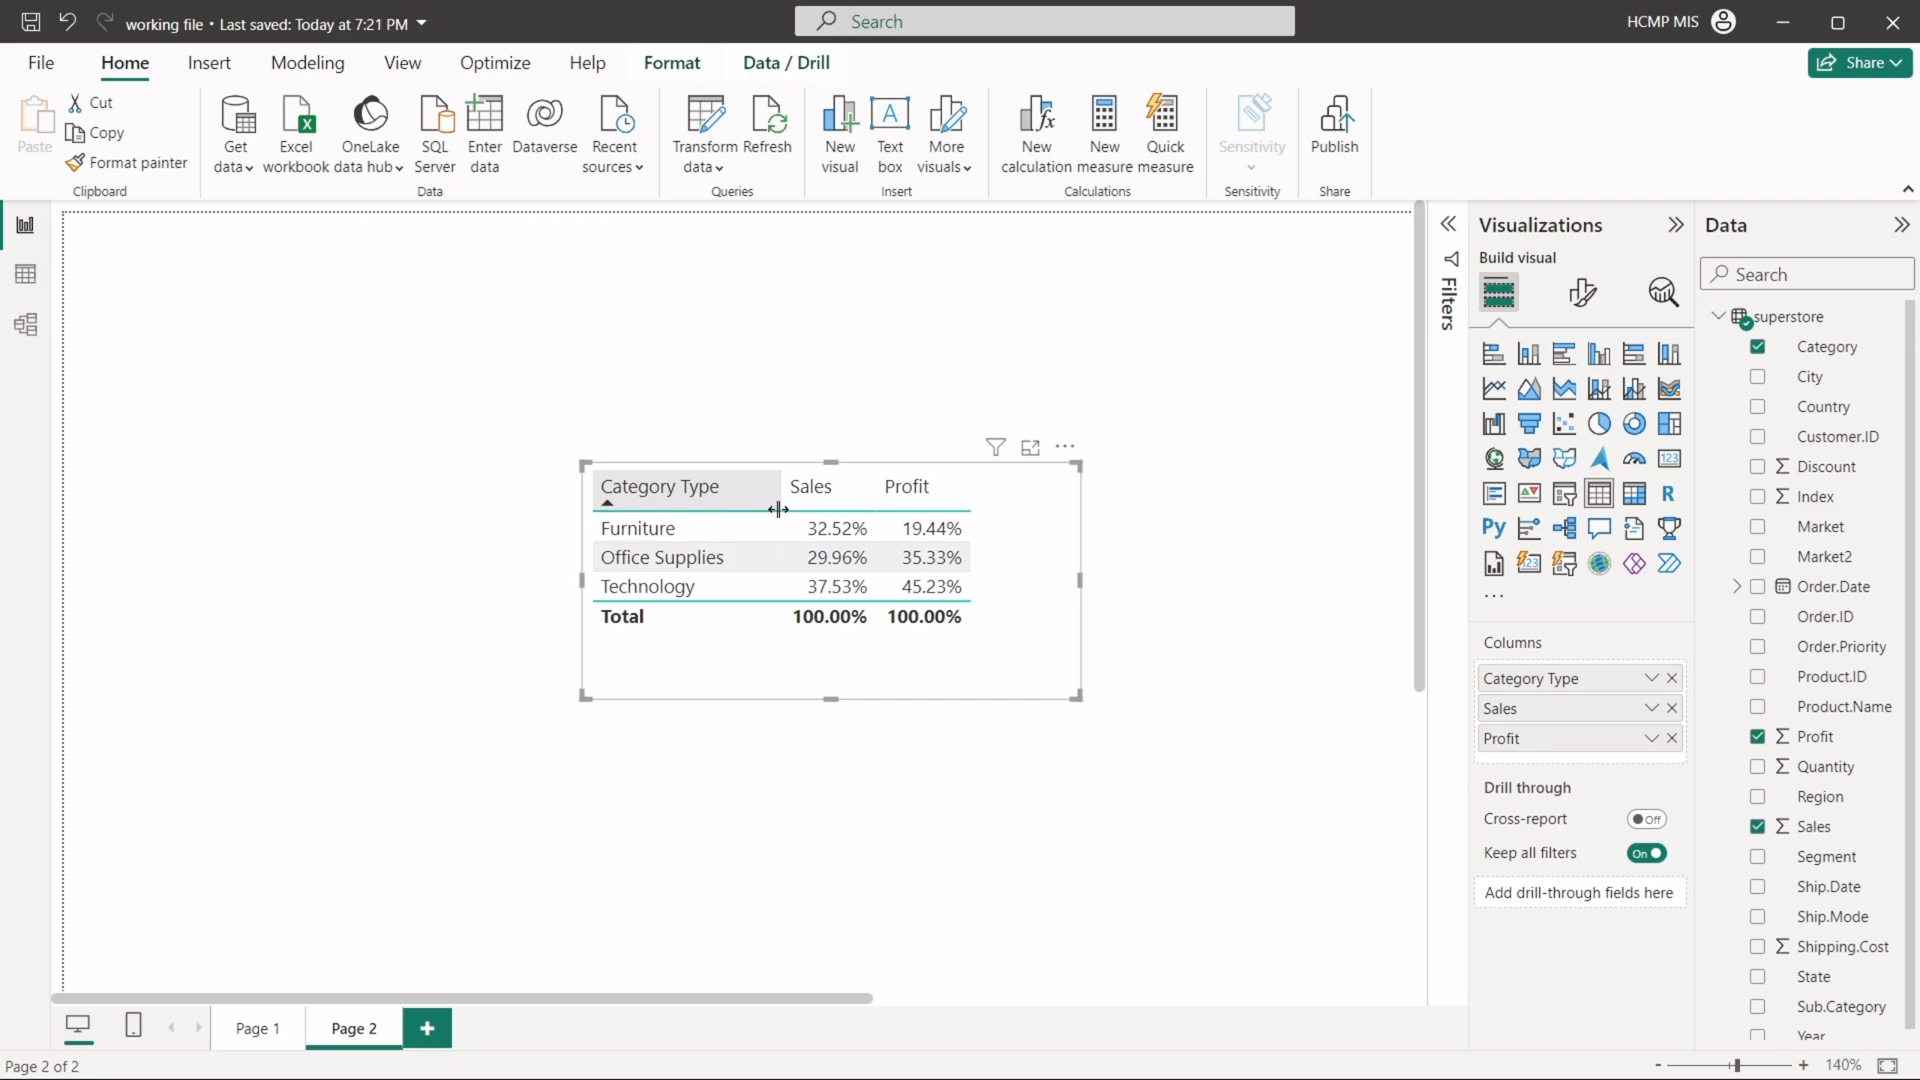 working file • Last saved: Today at 7:21 PM
Search
HCMP MIS
File Home Insert Modeling View Optimize Help Format Data / Drill
Share
Paste
Cut
Copy
Format painter
Clipboard
Get data
Excel workbook
OneLake data hub
SQL Server
Enter data
Dataverse
Recent sources
Data
Transform data
Refresh
Queries
New visual
A
Text box
More visuals
Insert
fx
New calculation
New measure
Quick measure
Calculations
Sensitivity
Sensitivity
Publish
Share
Category Type Sales Profit
Furniture 32.52% 19.44%
Office Supplies 29.96% 35.33%
Technology 37.53% 45.23%
Total 100.00% 100.00%
Filters
Visualizations
Build visual
123
R
Py
123
...
Columns
Category Type
Sales
Profit
Drill through
Cross-report Off
Keep all filters On
Add drill-through fields here
Data
Search
superstore
Category
City
Country
Customer.ID
Σ Discount
Σ Index
Market
Market2
Order.Date
Order.ID
Order.Priority
Product.ID
Product.Name
Σ Profit
Quantity
Region
Σ Sales
Segment
Ship.Date
Ship.Mode
Σ Shipping.Cost
State
Sub.Category
Year
Page 1
Page 2
+
Page 2 of 2
- + 140%